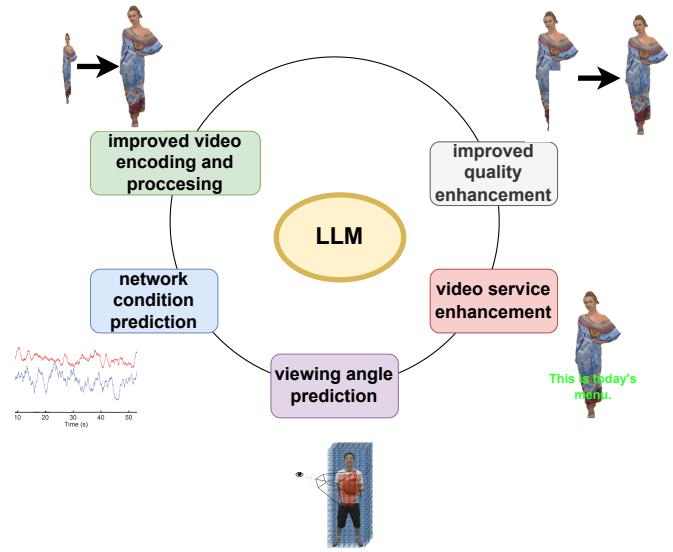 improved video
encoding and
proccesing
improved
quality
enhancement
LLM
network
condition
prediction
video service
enhancement
viewing angle
prediction
This is today's
menu.
10 20 30 40 50
Time (s)